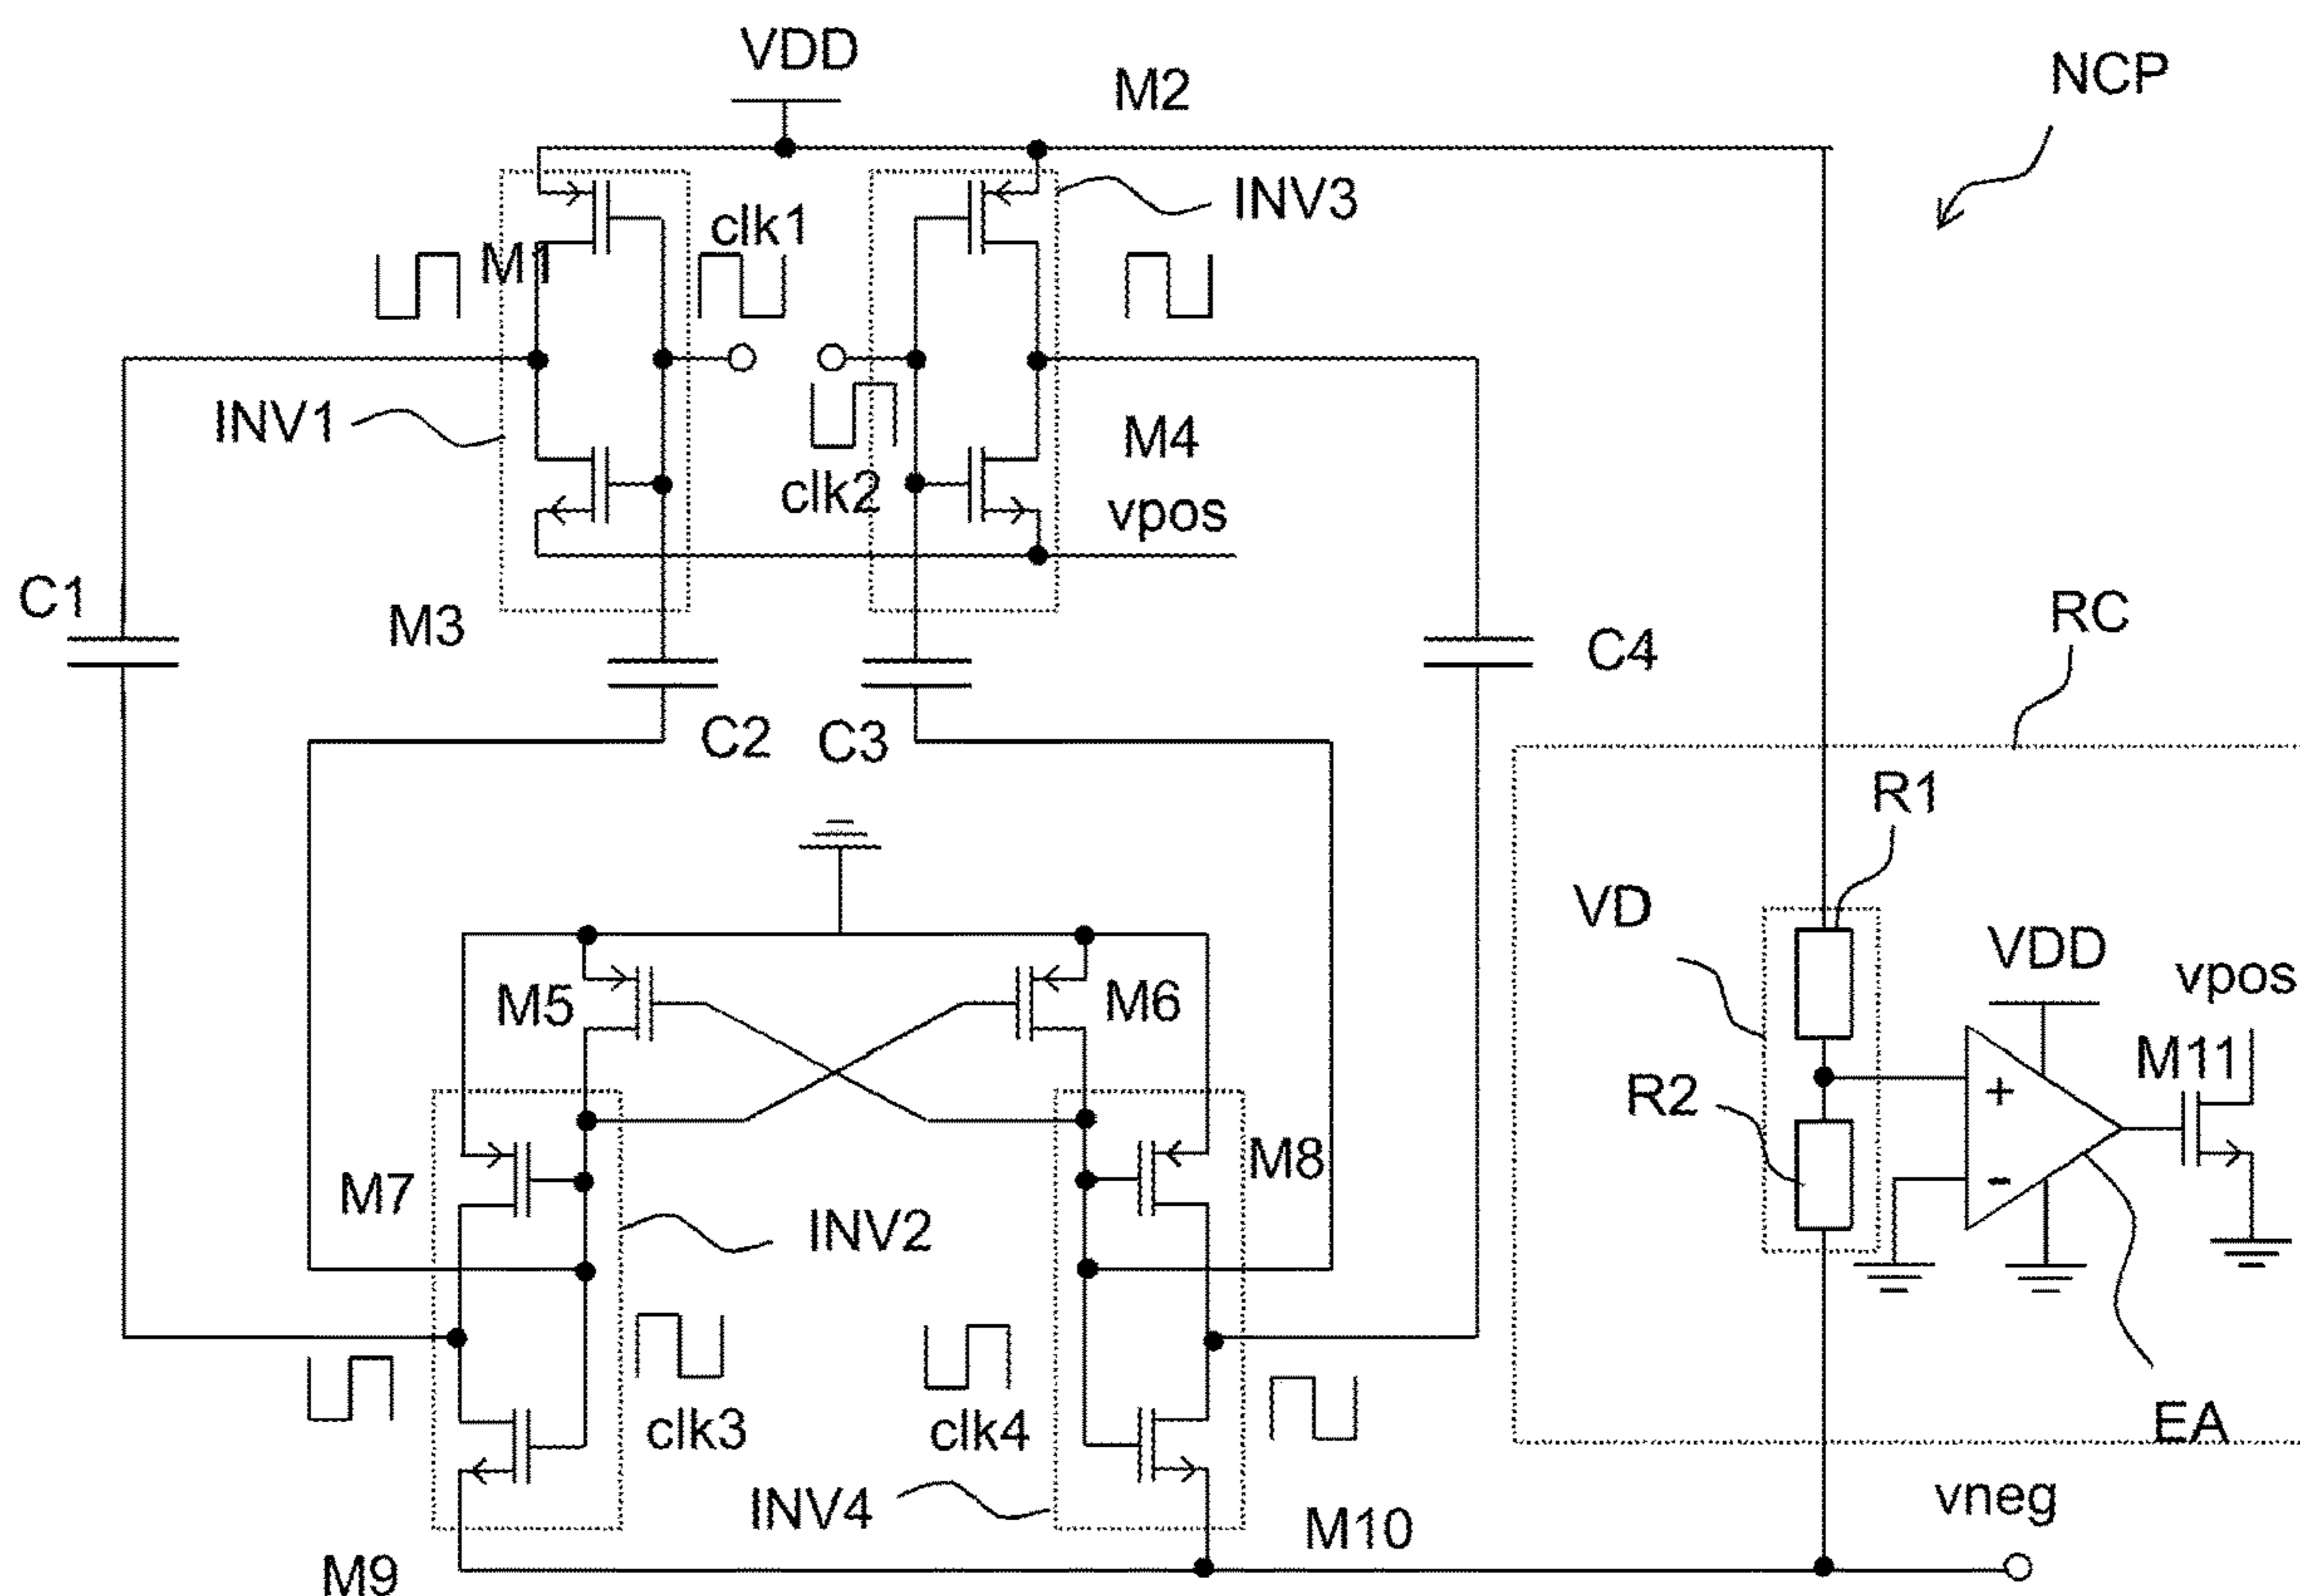 VDD
M2
NCP
INV3
clk1
M1
INV1
M4
clk2
vpos
C1
M3
RC
C4
C2
C3
R1
VD
VDD
vpos
M5
M6
M11
+
R2
M7
M8
-
INV2
clk3
clk4
EA
INV4
vneg
M10
M9